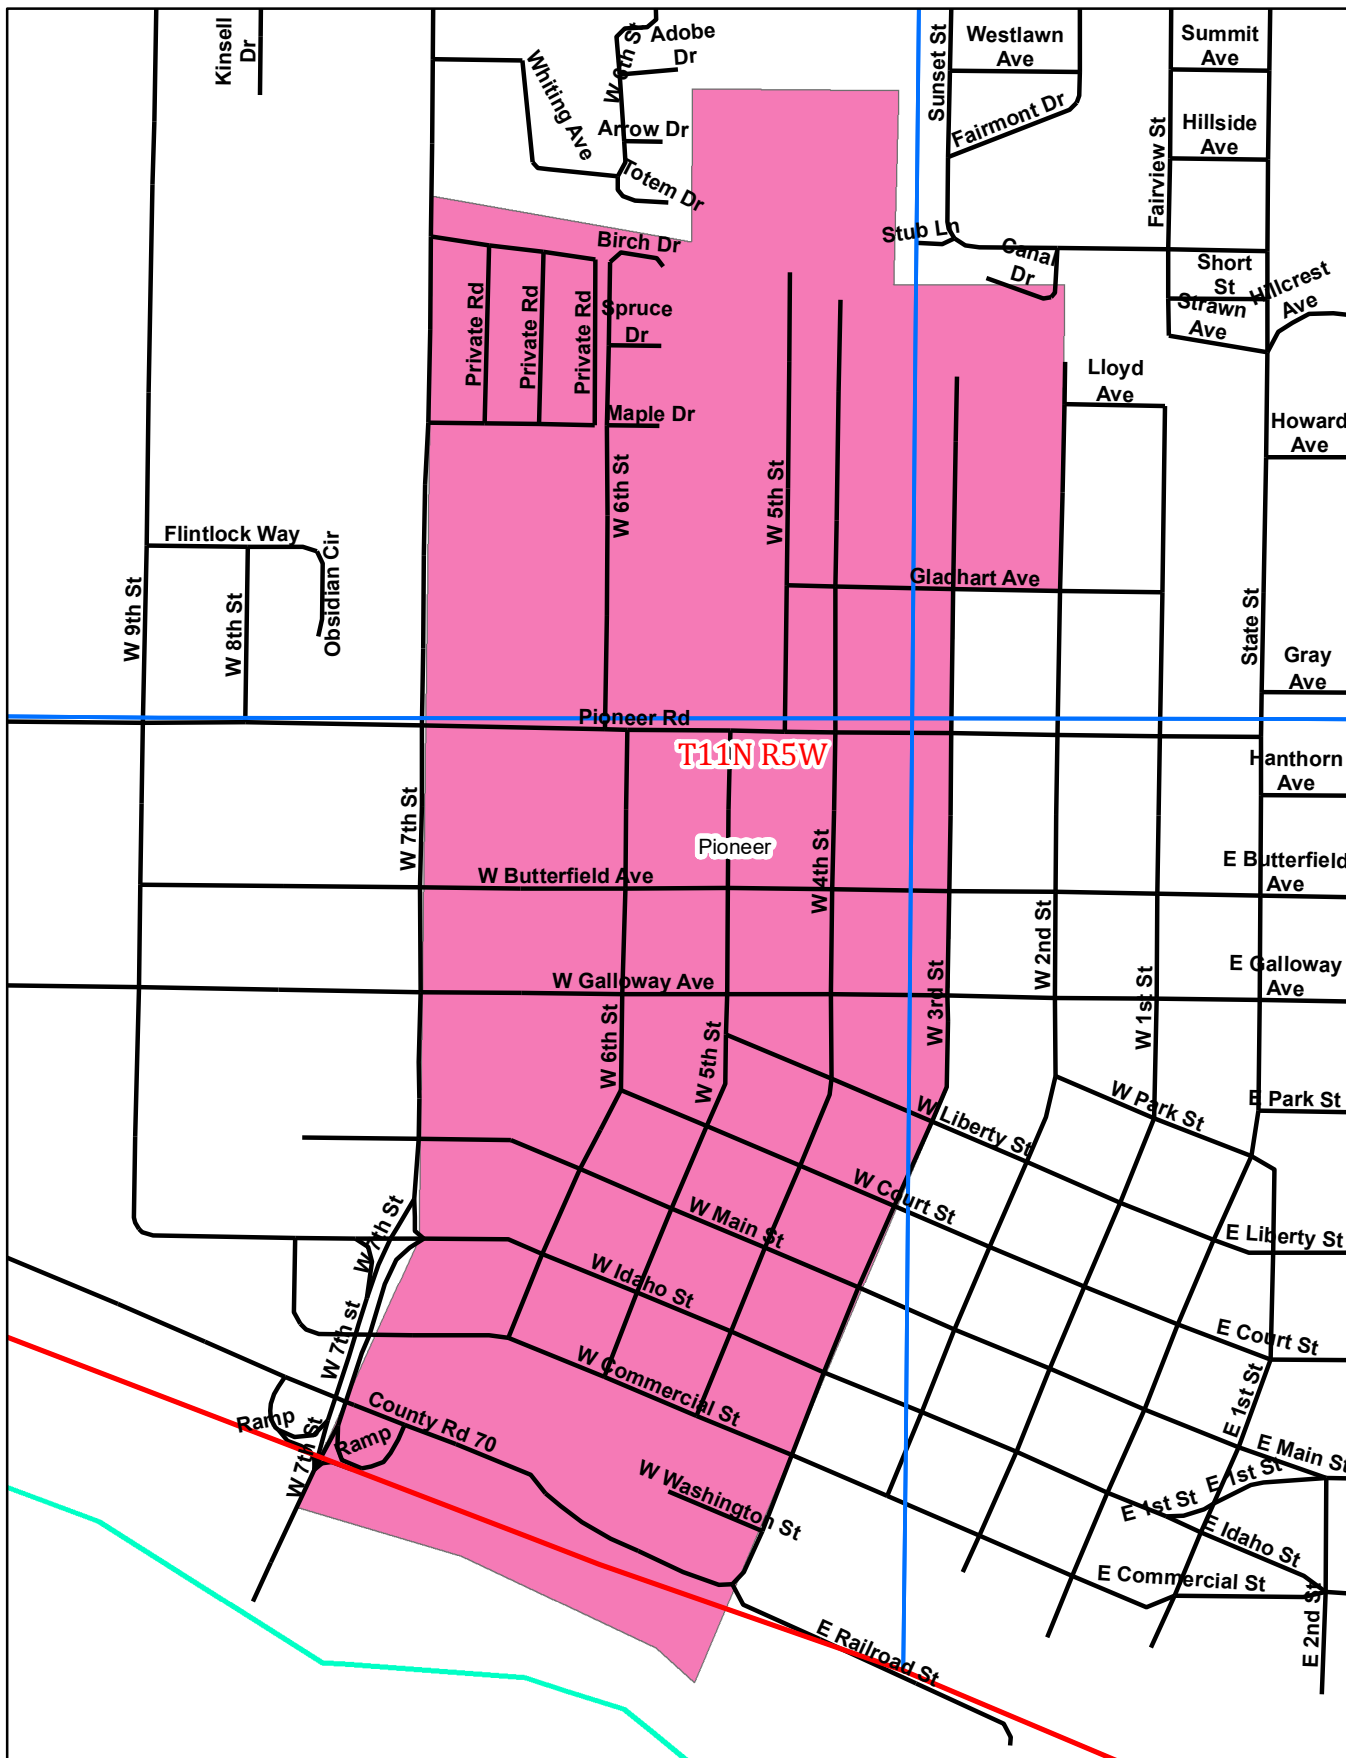 Kinsell
Dr
Whiting Ave
W 6th St
Adobe
Dr
Arrow Dr
Totem Dr
Sunset St
Westlawn
Ave
Fairmont Dr
Summit
Ave
Hillside
Ave
Fairview St
Stub Ln
Canal
Dr
Short
St
Strawn
Ave
Hillcrest
Ave
Birch Dr
Spruce
Dr
Maple Dr
Private Rd
Private Rd
Private Rd
W 6th St
W 5th St
Lloyd
Ave
Howard
Ave
Flintlock Way
Obsidian Cir
W 9th St
W 8th St
Gladhart Ave
State St
Gray
Ave
Pioneer Rd
T11N R5W
Hanthorn
Ave
W 7th St
Pioneer
W 4th St
W Butterfield Ave
E Butterfield
Ave
W Galloway Ave
E Galloway
Ave
W 2nd St
W 3rd St
W 1st St
W 6th St
W 5th St
W Park St
E Park St
W Liberty St
E Liberty St
W Court St
W Main St
W 7th St
W Idaho St
W 7th st
E Court St
W Commercial St
County Rd 70
Ramp
Ramp
W 7th St
E 1st St
E Main St
W Washington St
E 1st St
E 1st St
E Idaho St
E Commercial St
E 2nd St
E Railroad St